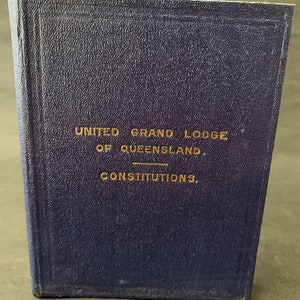 UNITED GRAND LODGE
OF QUEENSLAND.
CONSTITUTIONS.